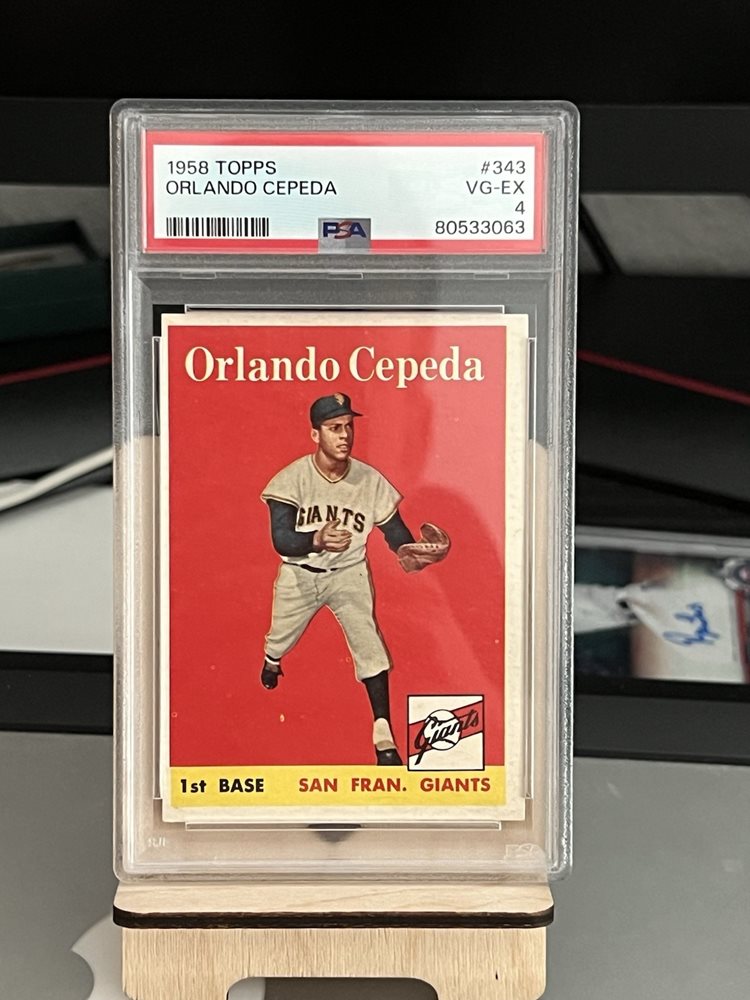 1958 TOPPS #343
ORLANDO CEPEDA VG-EX
4
PSA 80533063
Orlando Cepeda
GIANTS
Giants
1st BASE SAN FRAN. GIANTS
PSA